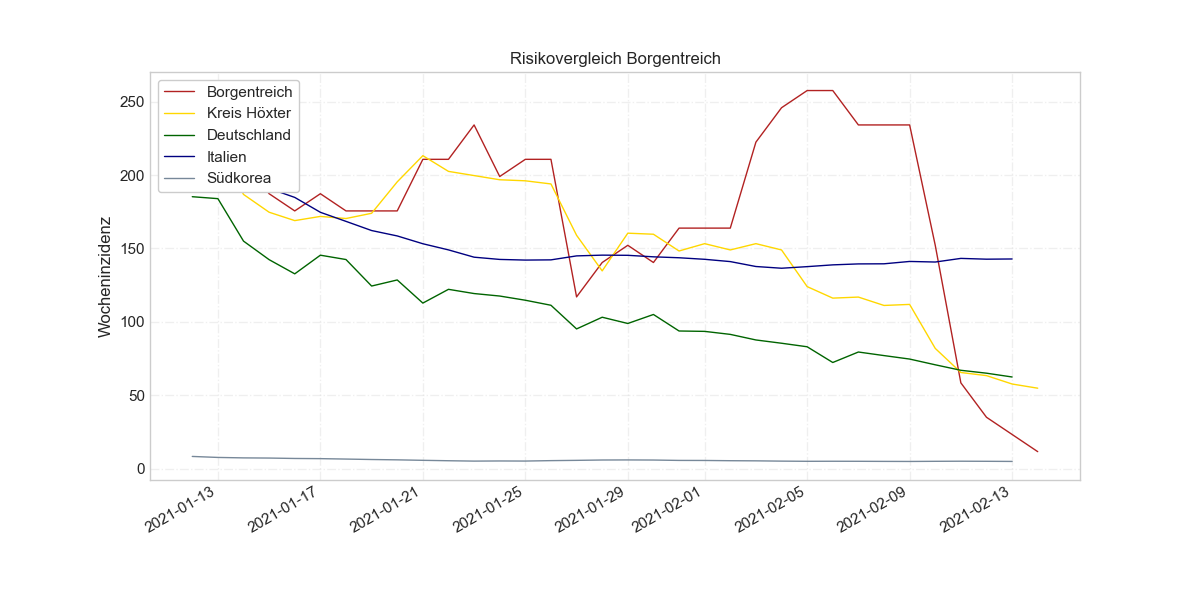 Risikovergleich Borgentreich
Borgentreich
Kreis Höxter
Deutschland
Italien
Südkorea
Wocheninzidenz
250
200
150
100
50
0
2021-01-13
2021-01-17
2021-01-21
2021-01-25
2021-01-29
2021-02-01
2021-02-05
2021-02-09
2021-02-13